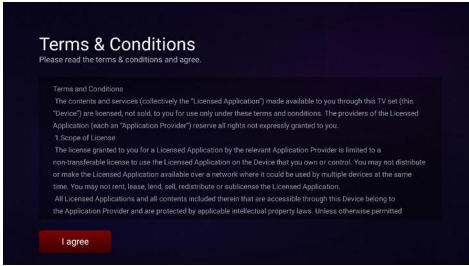 Terms & Conditions
Please read the terms & conditions and agree.
Terms and Conditions
The contents and services (collectively the "Licensed Application") made available to you through this TV set (this
"Device") are licensed, not sold, to you for use only under these terms and conditions. The providers of the Licensed
Application (each an "Application Provider") reserve all rights not expressly granted to you.
1.Scope of License
The license granted to you for a Licensed Application by the relevant Application Provider is limited to a
non-transferable license to use the Licensed Application on the Device that you own or control. You may not distribute
or make the Licensed Application available over a network where it could be used by multiple devices at the same
time. You may not rent, lease, lend, sell, redistribute or sublicense the Licensed Application.
All Licensed Applications and all contents included therein that are accessible through this Device belong to
the Application Provider and are protected by applicable intellectual property laws. Unless otherwise permitted
I agree